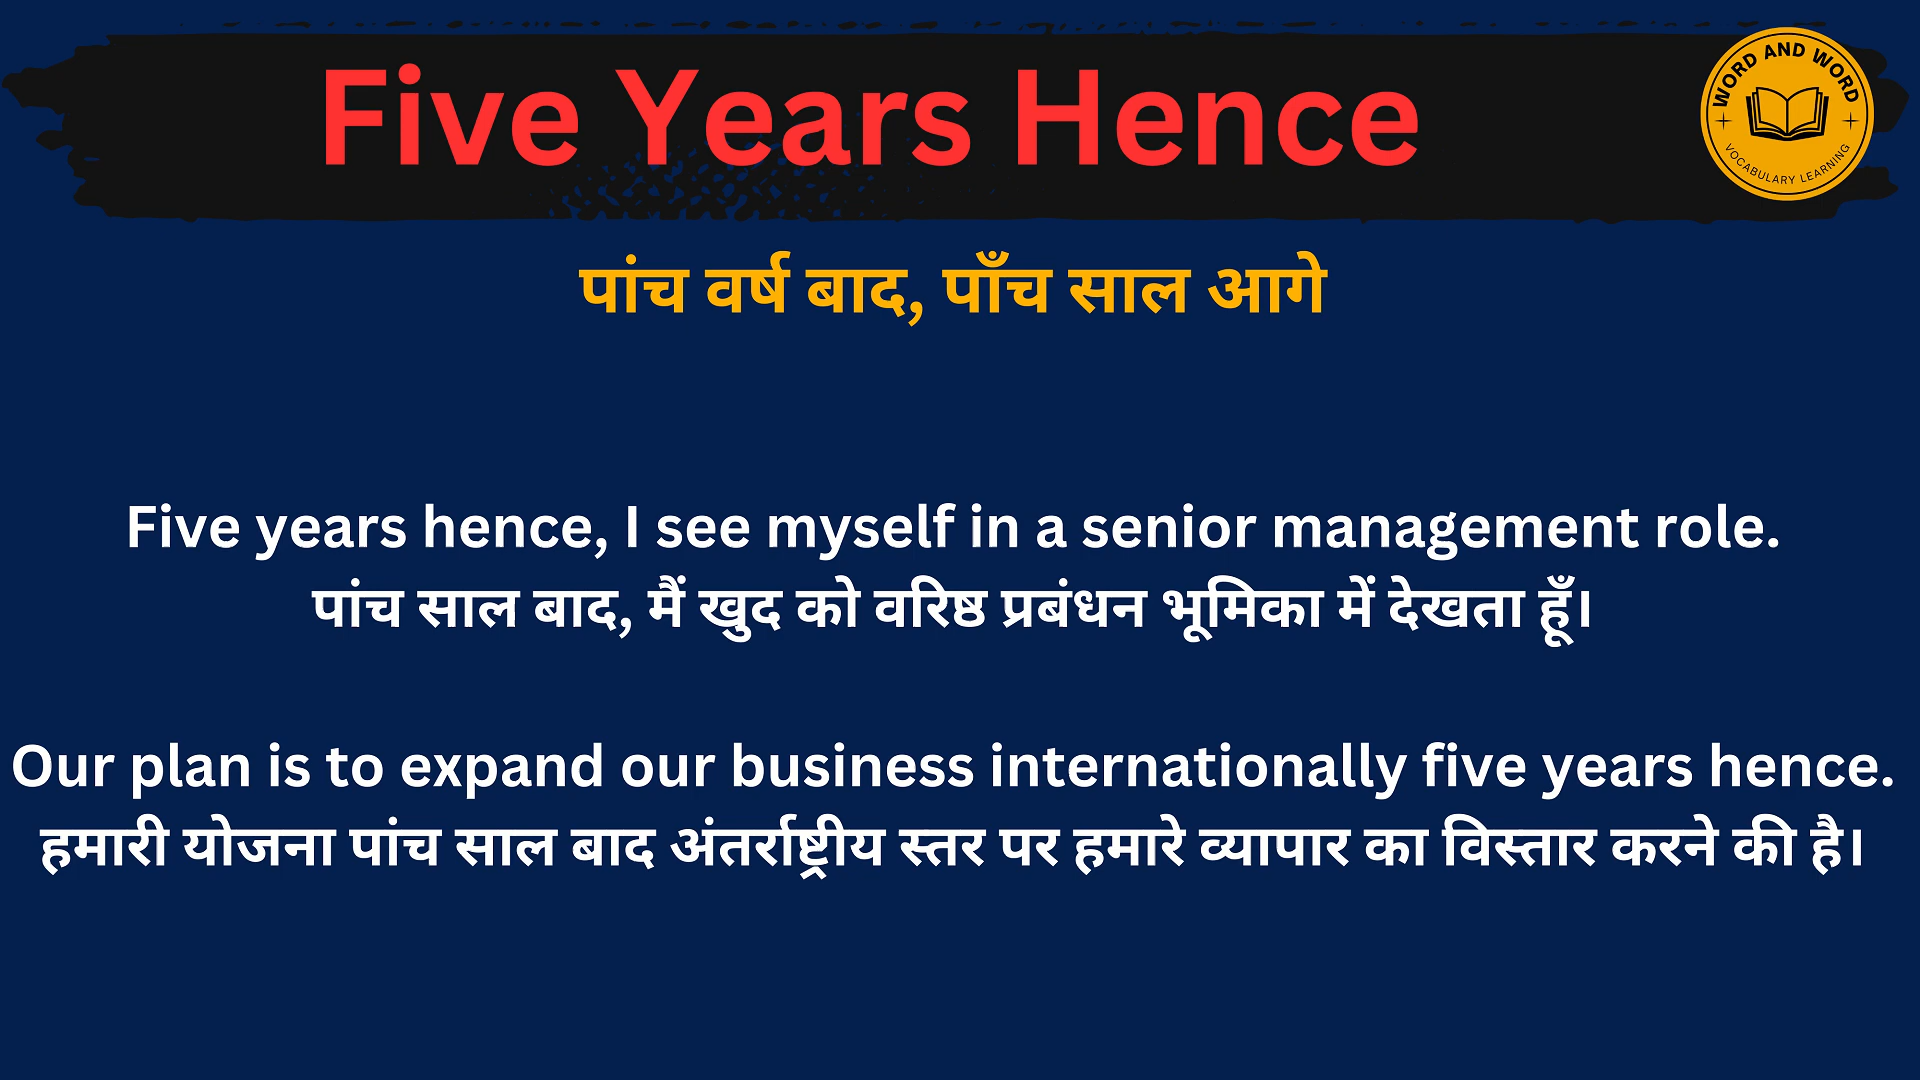 Five Years Hence
WORD AND WORD
VOCABULARY LEARNING
पांच वर्ष बाद, पाँच साल आगे
Five years hence, I see myself in a senior management role.
पांच साल बाद, मैं खुद को वरिष्ठ प्रबंधन भूमिका में देखता हूँ।
Our plan is to expand our business internationally five years hence.
हमारी योजना पांच साल बाद अंतर्राष्ट्रीय स्तर पर हमारे व्यापार का विस्तार करने की है।